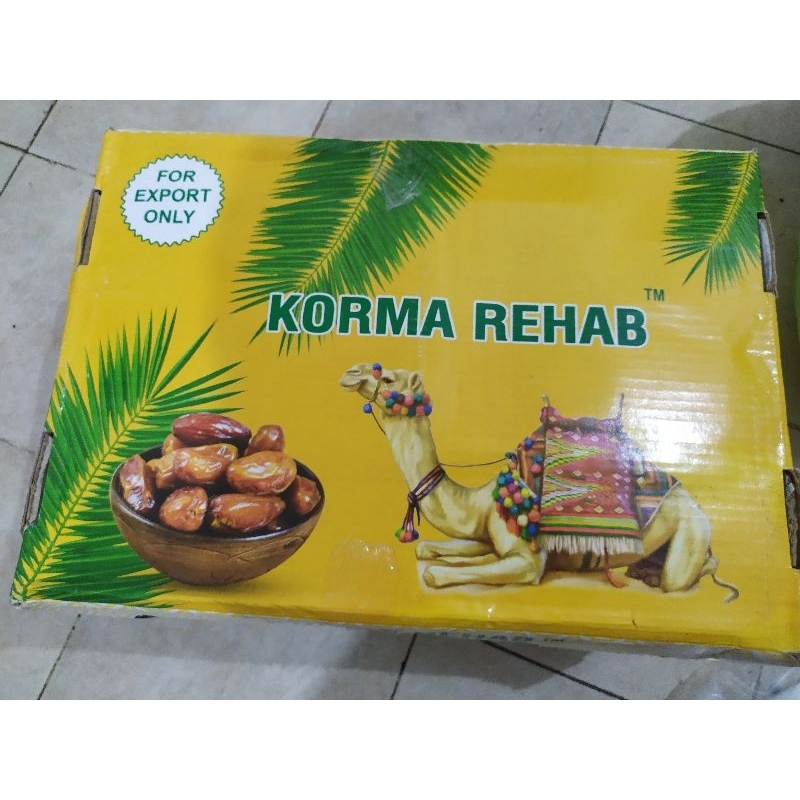 FOR
EXPORT
ONLY
KORMA REHAB™